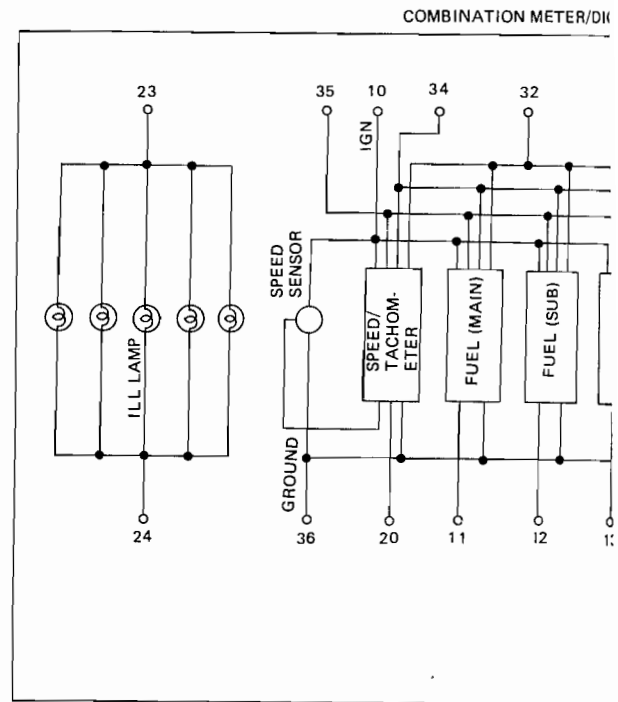 COMBINATION METER/DI
23
35
10
34
32
IGN
SPEED
SENSOR
SPEED/
TACHOM-
ETER
FUEL (MAIN)
FUEL (SUB)
ILL LAMP
GROUND
24
36
20
11
12